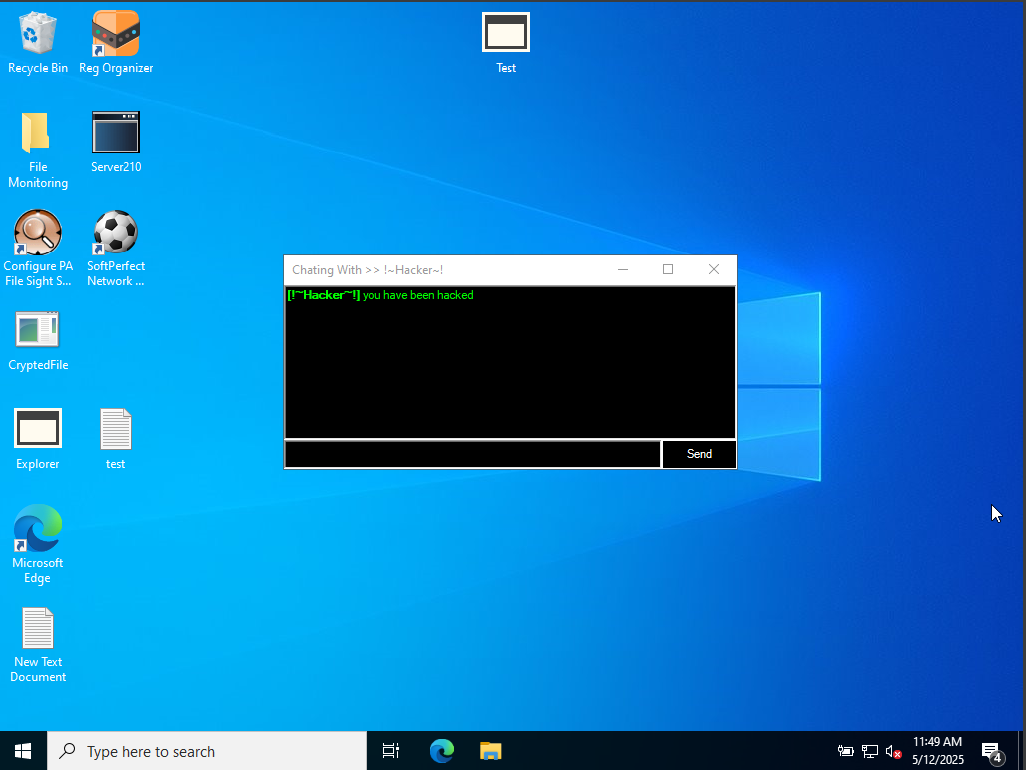 Recycle Bin
Reg Organizer
Test
File
Monitoring
Server210
Configure PA
File Sight S...
SoftPerfect
Network ...
CryptedFile
Explorer
test
Microsoft
Edge
New Text
Document
Chating With >> !~Hacker~!
[!~Hacker~!] you have been hacked
Send
Type here to search
11:49 AM
5/12/2025
4